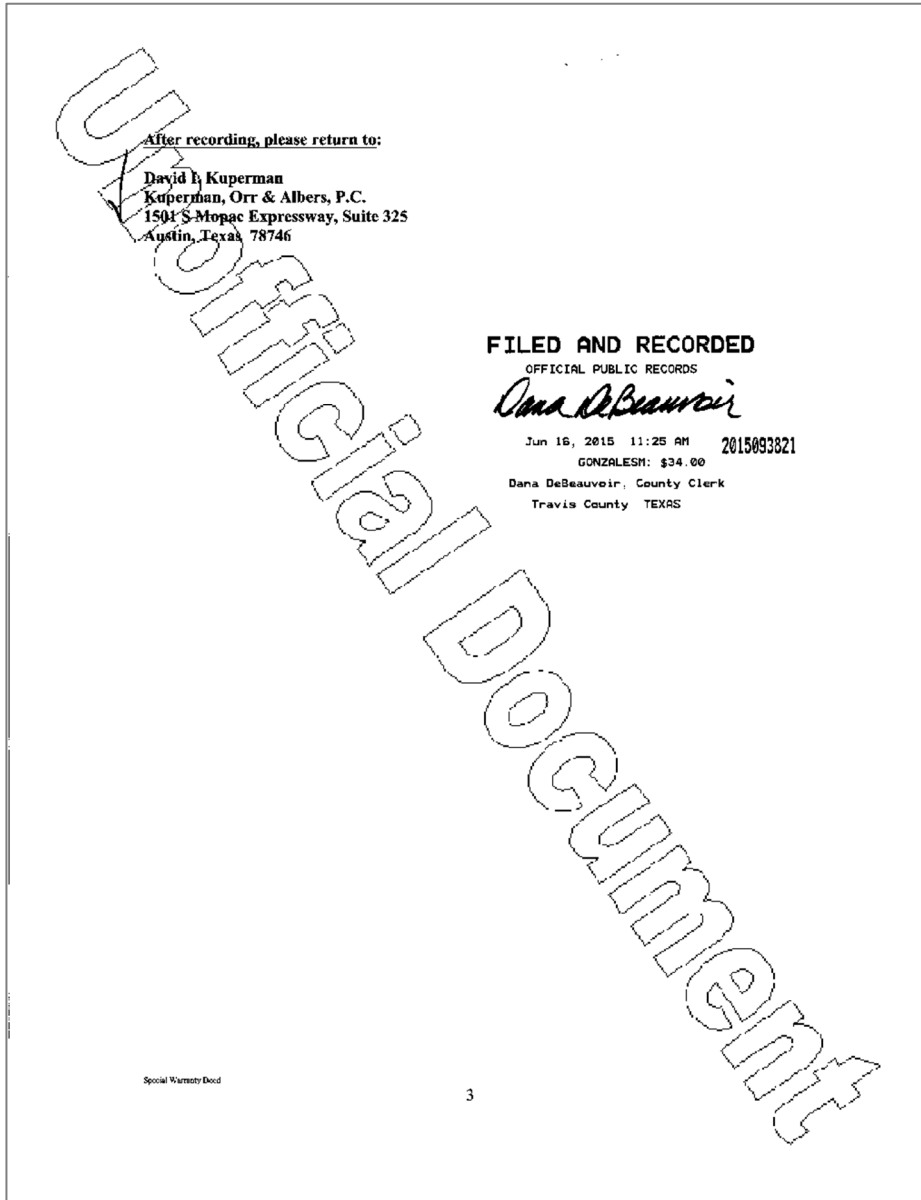 After recording, please return to:
David I. Kuperman
Kuperman, Orr & Albers, P.C.
1501 S Mopac Expressway, Suite 325
Austin, Texas 78746
FILED AND RECORDED
OFFICIAL PUBLIC RECORDS
Dana DeBeauvoir
Jun 16, 2015 11:25 AM 2015093821
GONZALESM: $34.00
Dana DeBeauvoir, County Clerk
Travis County TEXAS
Unofficial Document
Special Warranty Deed
3